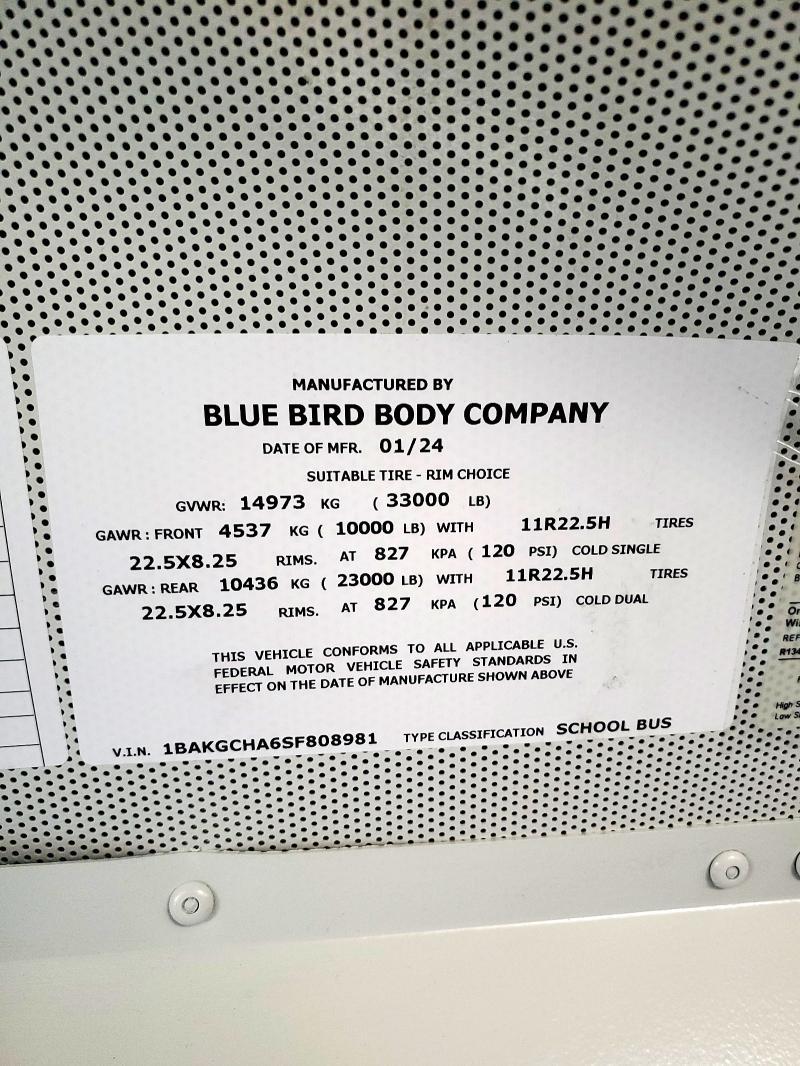 MANUFACTURED BY
BLUE BIRD BODY COMPANY
DATE OF MFR. 01/24
SUITABLE TIRE - RIM CHOICE
GVWR: 14973 KG ( 33000 LB)
GAWR : FRONT 4537 KG ( 10000 LB) WITH 11R22.5H TIRES
22.5X8.25 RIMS. AT 827 KPA ( 120 PSI) COLD SINGLE
GAWR : REAR 10436 KG ( 23000 LB) WITH 11R22.5H TIRES
22.5X8.25 RIMS. AT 827 KPA ( 120 PSI) COLD DUAL
THIS VEHICLE CONFORMS TO ALL APPLICABLE U.S.
FEDERAL MOTOR VEHICLE SAFETY STANDARDS IN
EFFECT ON THE DATE OF MANUFACTURE SHOWN ABOVE
V.I.N. 1BAKGCHA6SF808981 TYPE CLASSIFICATION SCHOOL BUS